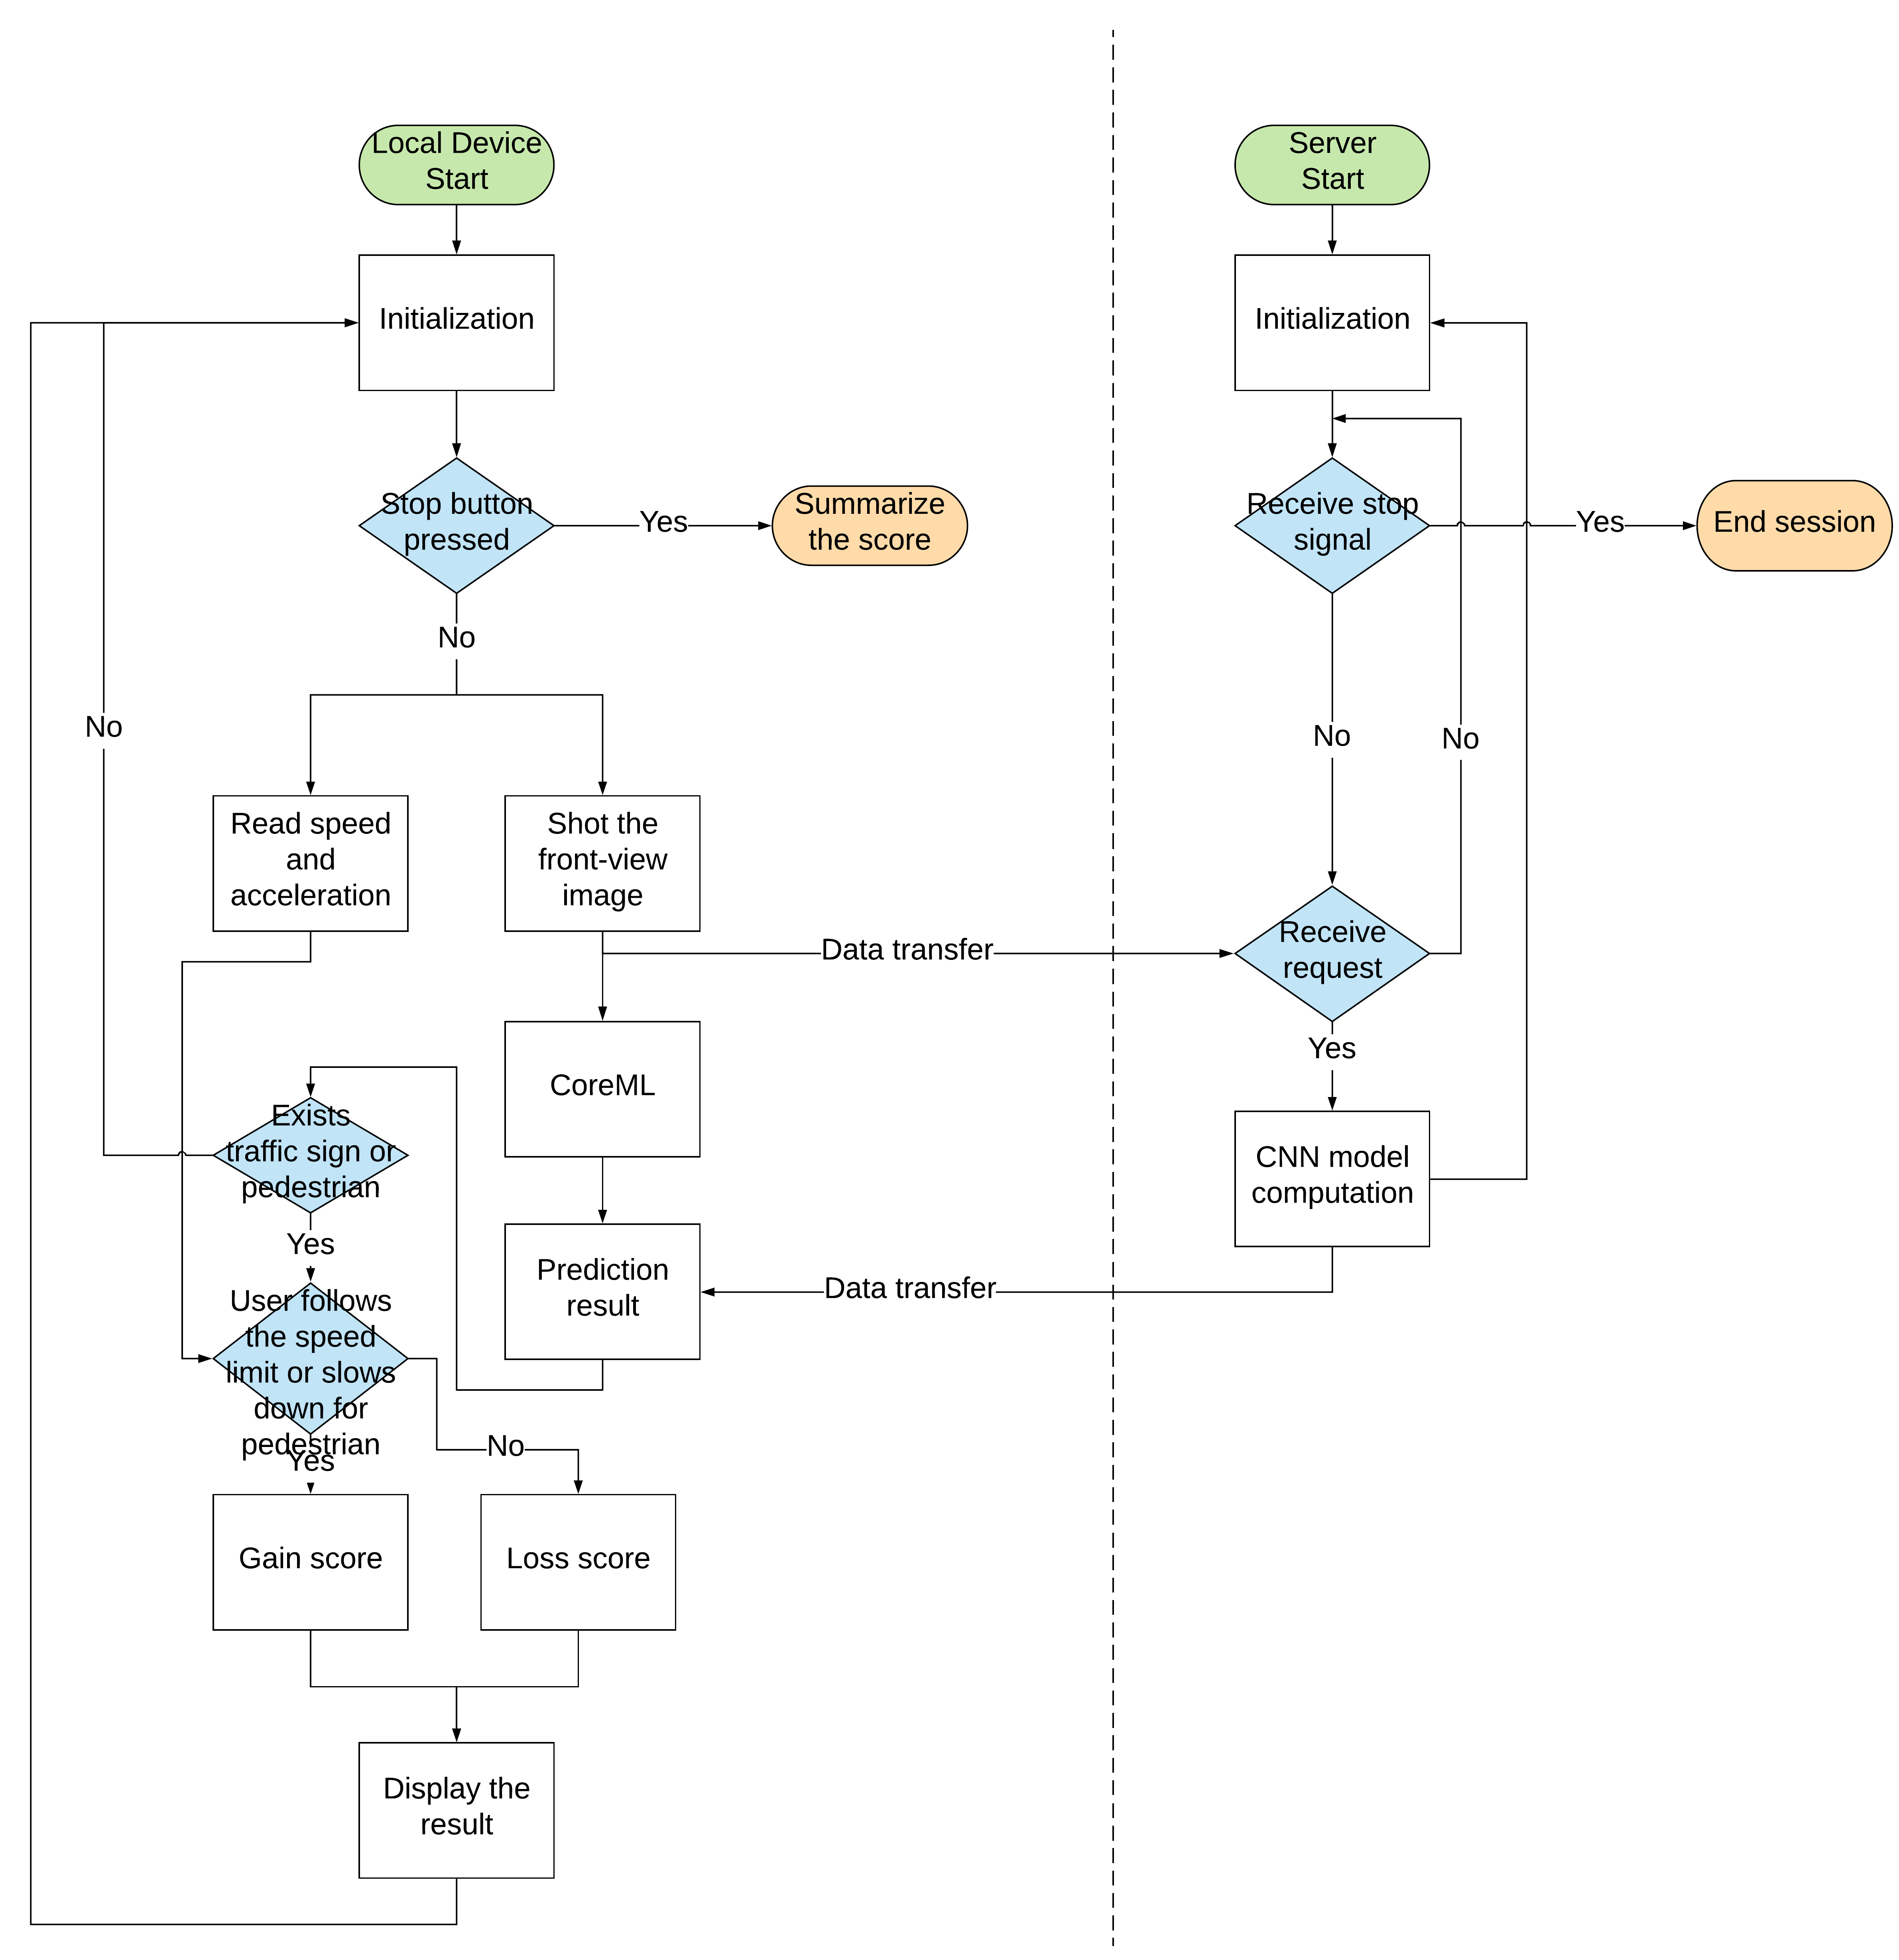 Local Device
Start
Server
Start
Initialization
Initialization
Stop button
pressed
Yes
Summarize
the score
Receive stop
signal
Yes
End session
No
No
No
No
Read speed
and
acceleration
Shot the
front-view
image
Data transfer
Receive
request
Yes
CoreML
Exists
traffic sign or
pedestrian
CNN model
computation
Yes
Prediction
result
Data transfer
User follows
the speed
limit or slows
down for
pedestrian
No
Yes
Gain score
Loss score
Display the
result